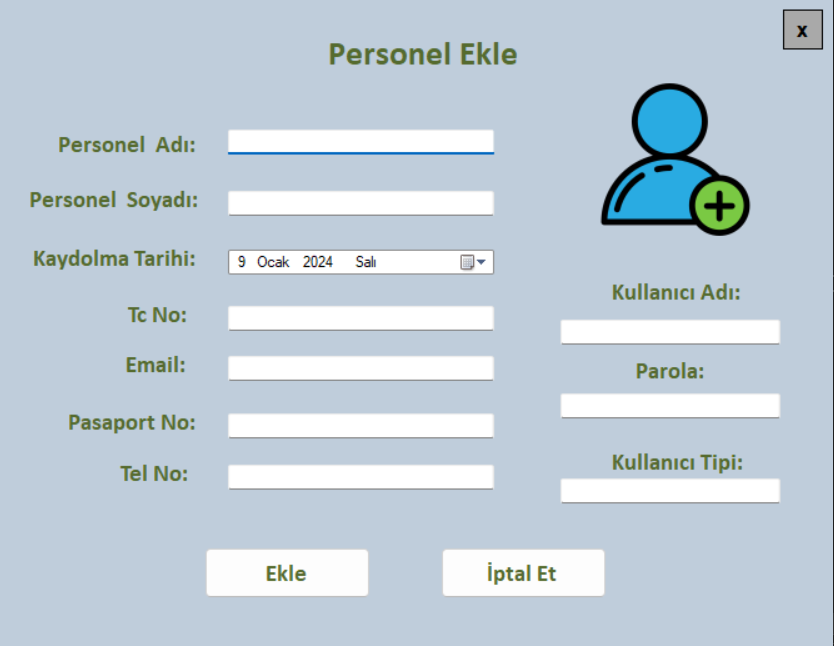 x
Personel Ekle
Personel Adı:
Personel Soyadı:
Kaydolma Tarihi:
9 Ocak 2024 Salı
Tc No:
Email:
Pasaport No:
Tel No:
Kullanıcı Adı:
Parola:
Kullanıcı Tipi:
Ekle
İptal Et